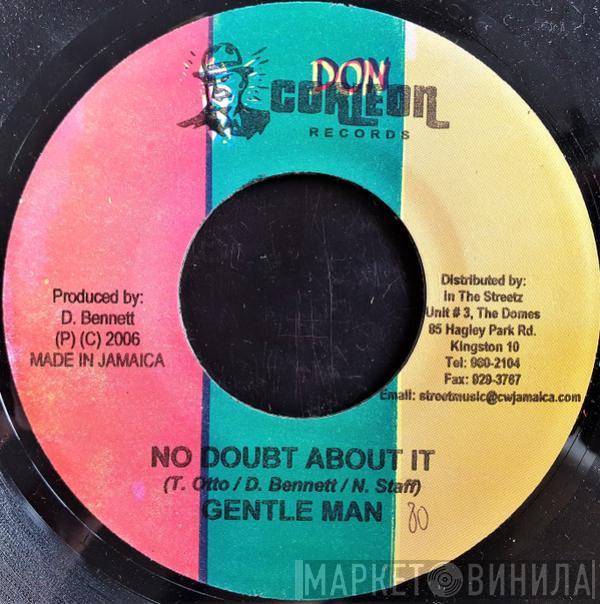 DON
CORLEON
RECORDS
Produced by:
D. Bennett
(P) (C) 2006
MADE IN JAMAICA
Distributed by:
In The Streetz
Unit # 3, The Domes
85 Hagley Park Rd.
Kingston 10
Tel: 960-2104
Fax: 929-3767
Email: streetmusic@cwjamaica.com
NO DOUBT ABOUT IT
(T. Otto / D. Bennett / N. Staff)
GENTLE MAN
80
МАРКЕТ ВИНИЛА